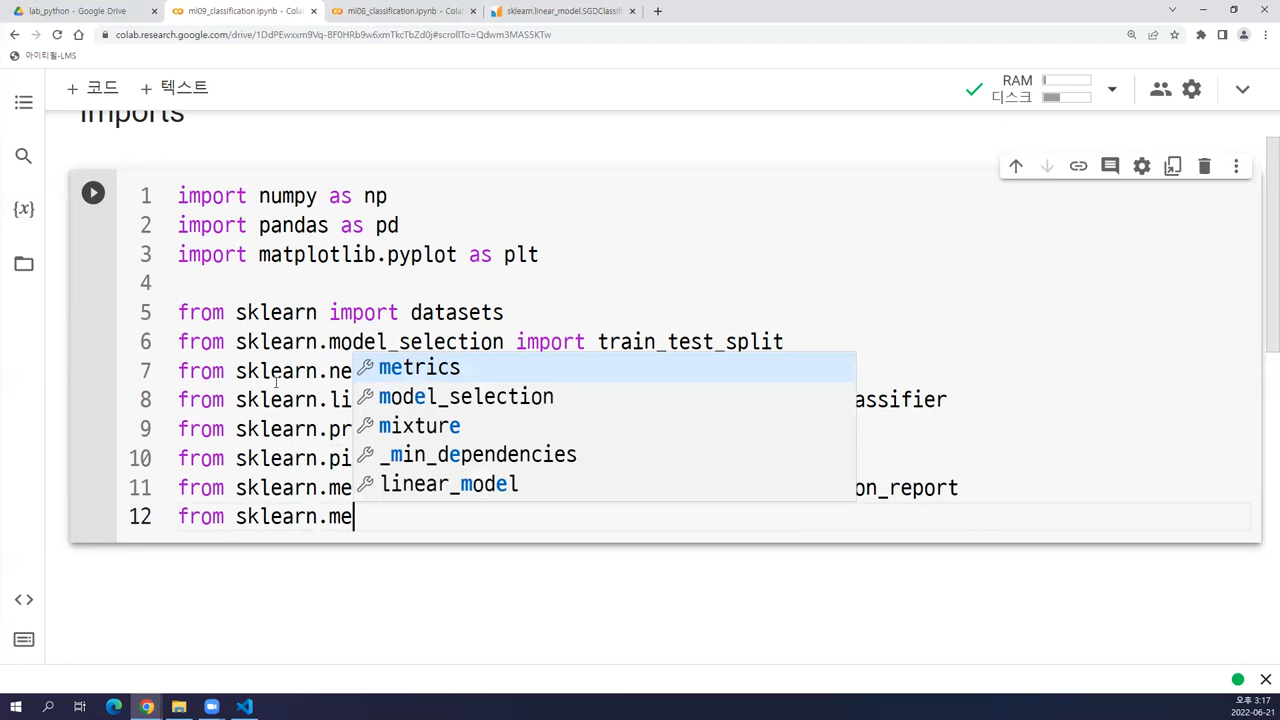 lab_python - Google Drive
ml09_classification.ipynb - Colab
ml08_classification.ipynb - Colab
sklearn.linear_model.SGDClassifi
colab.research.google.com/drive/1DdPEwxxm9Vq-BF0HRb9w6xmTkcTbZd0j#scrollTo=Qdwm3MAS5KTw
아이티윌-LMS
+ 코드 + 텍스트
RAM
디스크
Imports
1 import numpy as np
2 import pandas as pd
3 import matplotlib.pyplot as plt
4
5 from sklearn import datasets
6 from sklearn.model_selection import train_test_split
7 from sklearn.ne
8 from sklearn.li assifier
9 from sklearn.pr
10 from sklearn.pi
11 from sklearn.me on_report
12 from sklearn.me
metrics
model_selection
mixture
_min_dependencies
linear_model
{x}
오후 3:17
2022-06-21